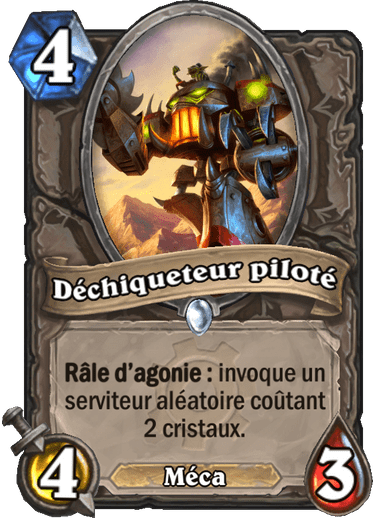 4
Déchiqueteur piloté
Râle d’agonie : invoque un
serviteur aléatoire coûtant
2 cristaux.
4
Méca
3